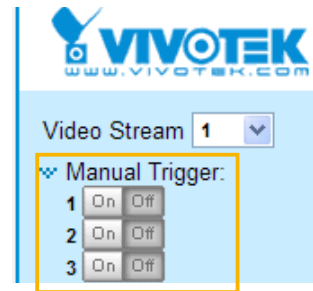 VIVOTEK
www.vivotek.com
Video Stream 1
Manual Trigger:
1 On Off
2 On Off
3 On Off